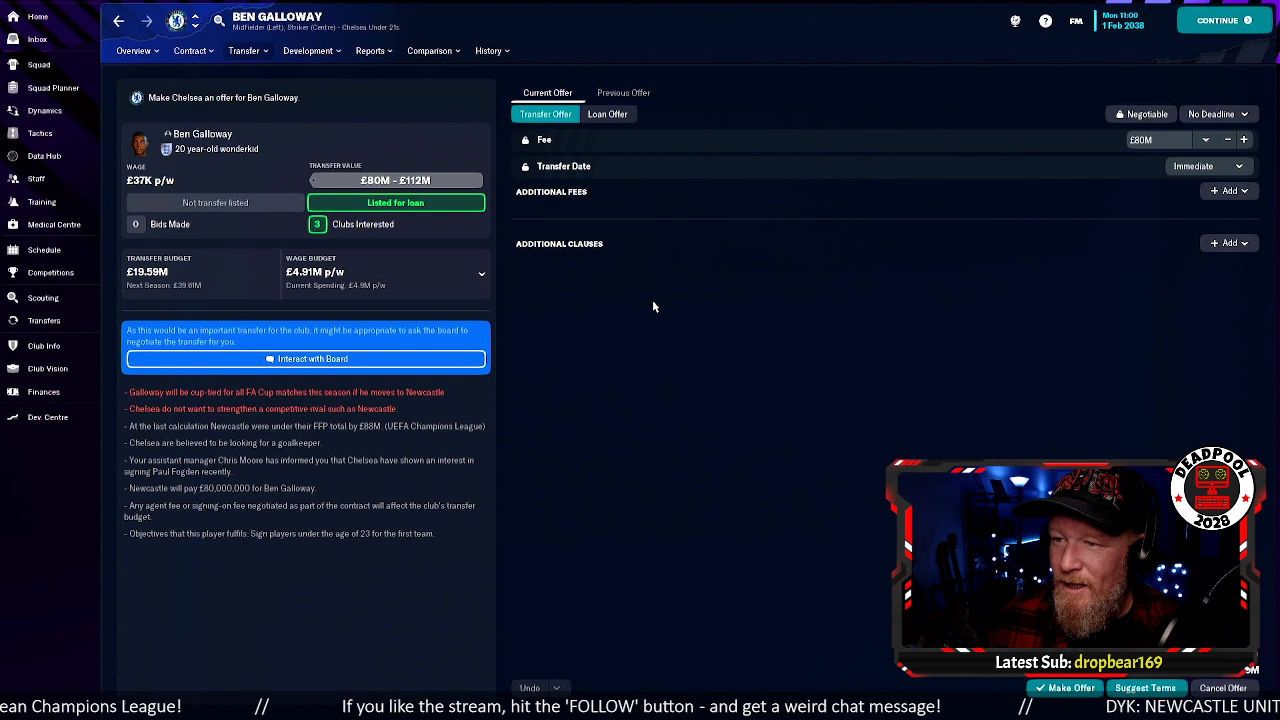 BEN GALLOWAY
Midfielder (Left), Striker (Centre) - Chelsea Under 21s
FM
Mon 11:00
1 Feb 2038
CONTINUE
Home
Inbox
Squad
Squad Planner
Dynamics
Tactics
Data Hub
Staff
Training
Medical Centre
Schedule
Competitions
Scouting
Transfers
Club Info
Club Vision
Finances
Dev. Centre
Overview
Contract
Transfer
Development
Reports
Comparison
History
Make Chelsea an offer for Ben Galloway.
Ben Galloway
20 year-old wonderkid
WAGE
£37K p/w
TRANSFER VALUE
£80M - £112M
Not transfer listed
Listed for loan
0 Bids Made
3 Clubs Interested
TRANSFER BUDGET
£19.59M
Next Season: £39.61M
WAGE BUDGET
£4.91M p/w
Current Spending: £4.9M p/w
As this would be an important transfer for the club, it might be appropriate to ask the board to
negotiate the transfer for you.
Interact with Board
- Galloway will be cup-tied for all FA Cup matches this season if he moves to Newcastle
- Chelsea do not want to strengthen a competitive rival such as Newcastle.
- At the last calculation Newcastle were under their FFP total by £88M. (UEFA Champions League)
- Chelsea are believed to be looking for a goalkeeper.
- Your assistant manager Chris Moore has informed you that Chelsea have shown an interest in
signing Paul Fogden recently.
- Newcastle will pay £80,000,000 for Ben Galloway.
- Any agent fee or signing-on fee negotiated as part of the contract will affect the club's transfer
budget.
- Objectives that this player fulfils: Sign players under the age of 23 for the first team.
Current Offer
Previous Offer
Transfer Offer
Loan Offer
Negotiable
No Deadline
Fee
£80M
Transfer Date
Immediate
ADDITIONAL FEES
+ Add
ADDITIONAL CLAUSES
+ Add
DEADPOOL
2028
Latest Sub: dropbear169
Undo
Make Offer
Suggest Terms
Cancel Offer
ean Champions League! // If you like the stream, hit the 'FOLLOW' button - and get a weird chat message! // DYK: NEWCASTLE UNIT